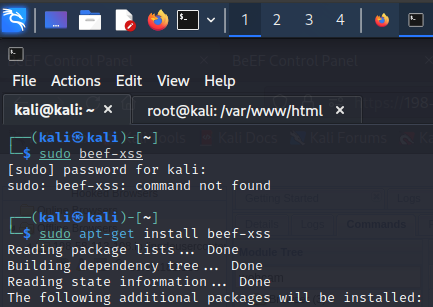 1 2 3 4
BeEF Control Panel
BeEF Control Panel
File Actions Edit View Help
kali@kali: ~ × root@kali: /var/www/html ×
┌──(kali㉿kali)-[~]
└─$ sudo beef-xss
[sudo] password for kali:
sudo: beef-xss: command not found
┌──(kali㉿kali)-[~]
└─$ sudo apt-get install beef-xss
Reading package lists... Done
Building dependency tree... Done
Reading state information... Done
The following additional packages will be installed: